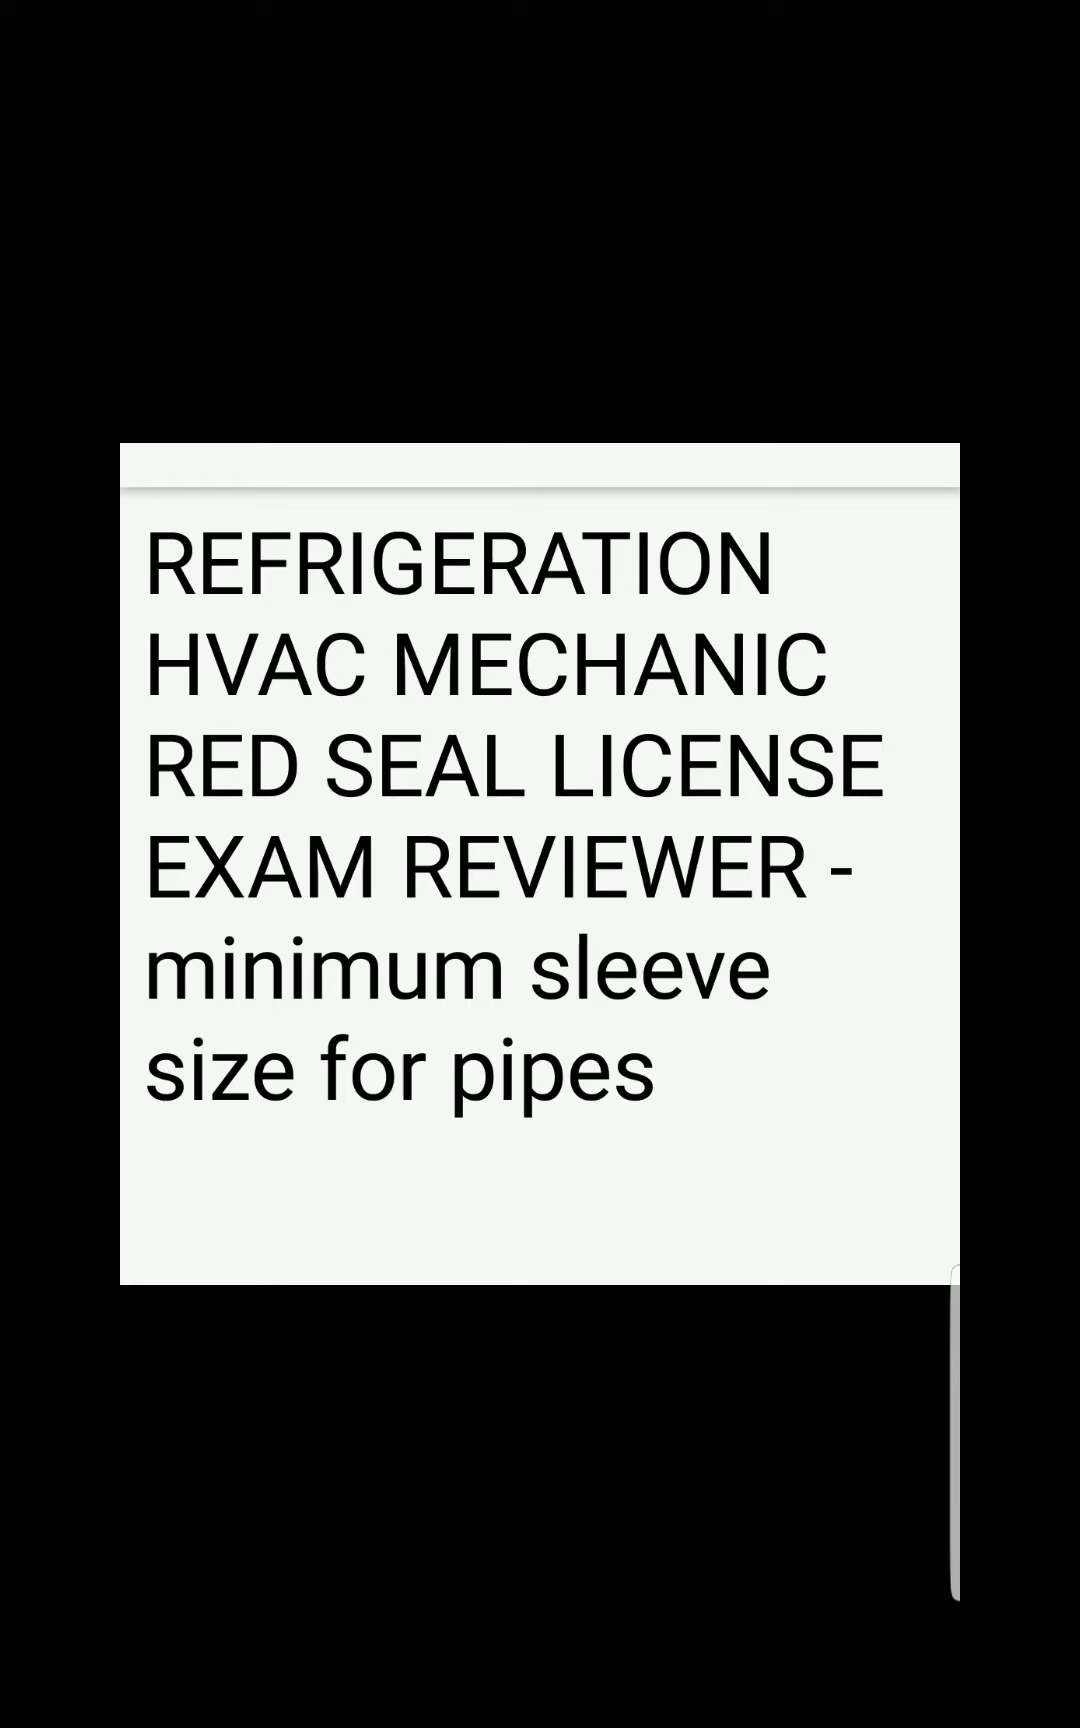 REFRIGERATION
HVAC MECHANIC
RED SEAL LICENSE
EXAM REVIEWER -
minimum sleeve
size for pipes